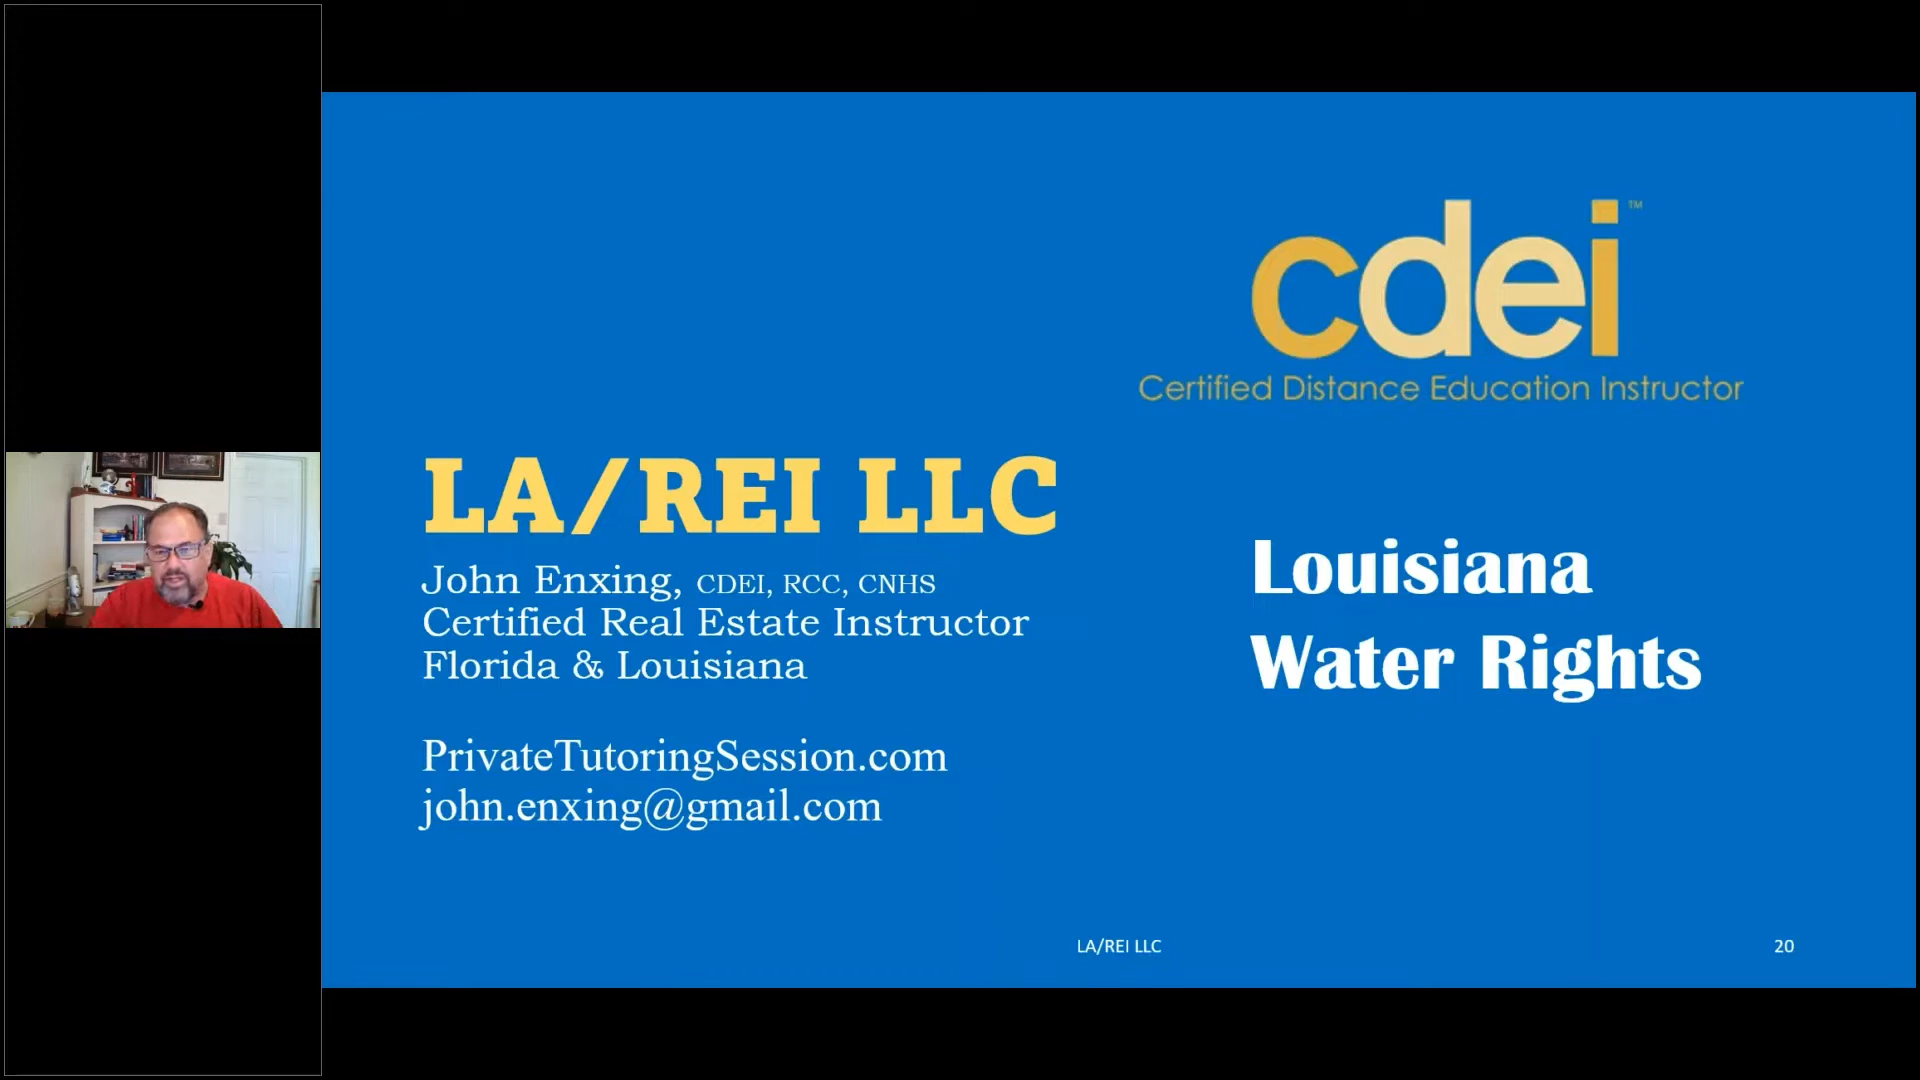 cdei™
Certified Distance Education Instructor
LA/REI LLC
John Enxing, CDEI, RCC, CNHS
Certified Real Estate Instructor
Florida & Louisiana
PrivateTutoringSession.com
john.enxing@gmail.com
Louisiana
Water Rights
LA/REI LLC
20